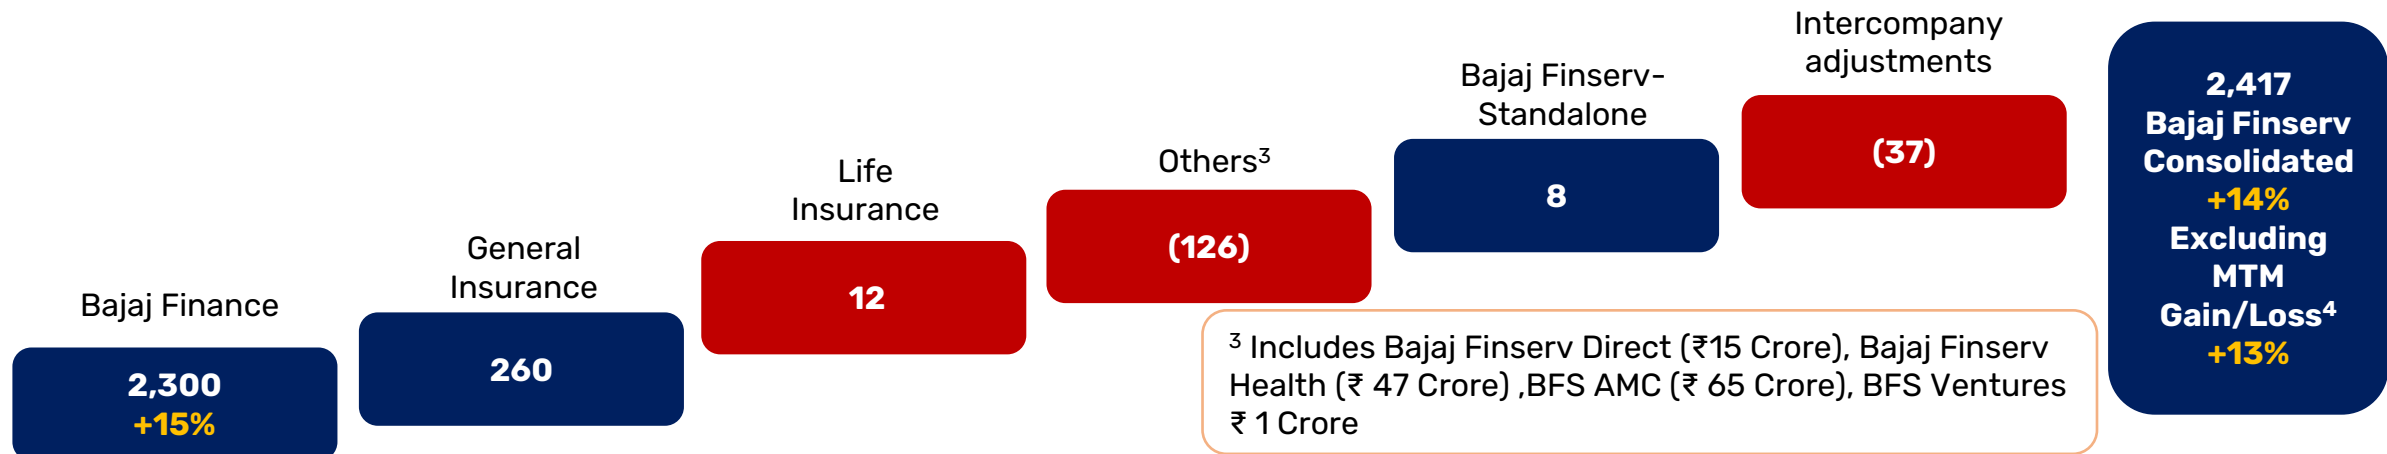 Bajaj Finance
2,300
+15%
General
Insurance
260
Life
Insurance
12
Others³
(126)
Bajaj Finserv-
Standalone
8
Intercompany
adjustments
(37)
2,417
Bajaj Finserv
Consolidated
+14%
Excluding
MTM
Gain/Loss⁴
+13%
³ Includes Bajaj Finserv Direct (₹15 Crore), Bajaj Finserv
Health (₹ 47 Crore) ,BFS AMC (₹ 65 Crore), BFS Ventures
₹ 1 Crore